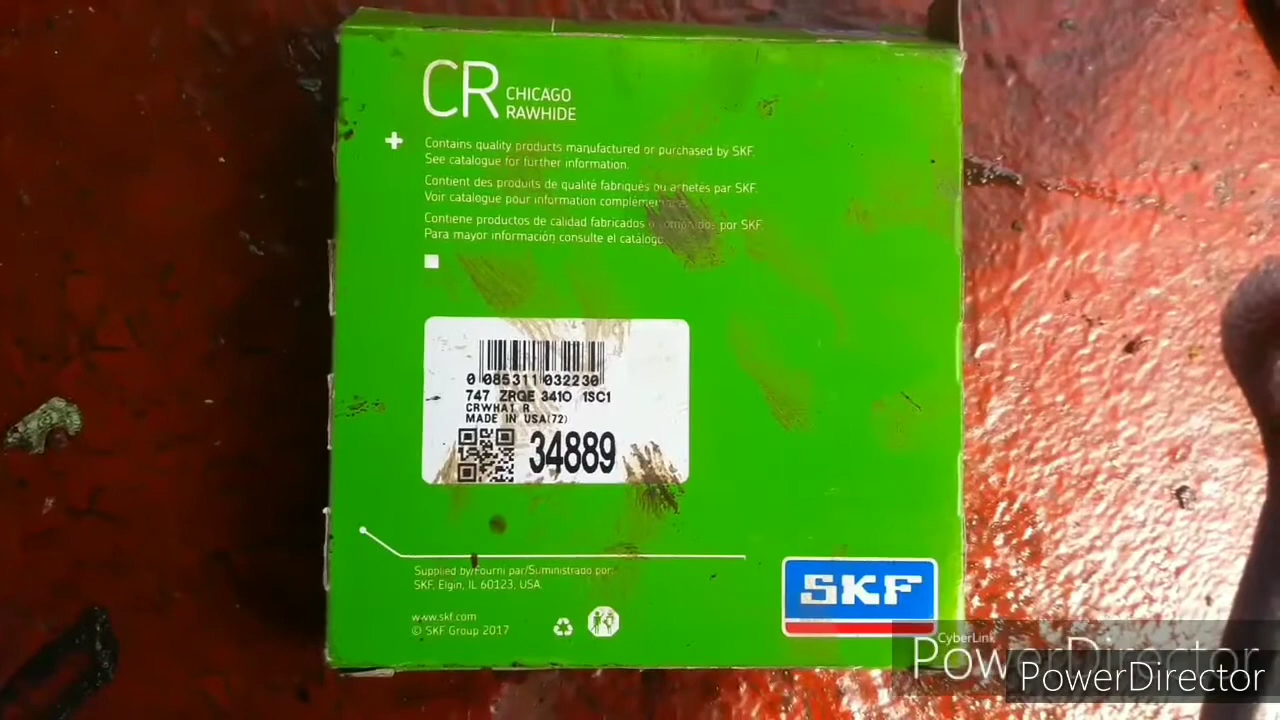 CR CHICAGO
RAWHIDE
Contains quality products manufactured or purchased by SKF.
See catalogue for further information.
Contient des produits de qualité fabriqués ou achetés par SKF.
Voir catalogue pour information
Contiene productos de calidad fabricados o comprados por SKF.
Para mayor información consulte el catálogo
0 085311 032230
747 ZRGE 3410 1SC1
CRWHA1 R
MADE IN USA(72)
34889
Supplied by/Fourni par/Suministrado por:
SKF, Elgin, IL 60123, USA
www.skf.com
© SKF Group 2017
SKF
CyberLink
PowerDirector
PowerDirector